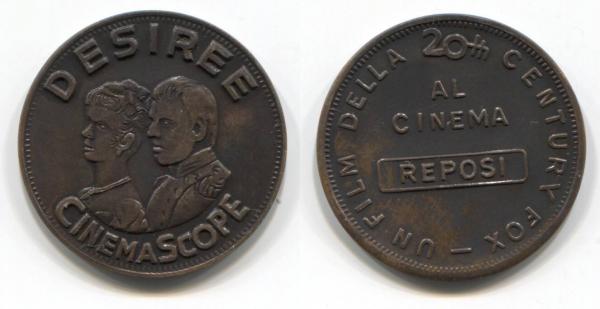 DESIREE
CINEMASCOPE
UN FILM DELLA 20th CENTURY FOX –
AL
CINEMA
REPOSI